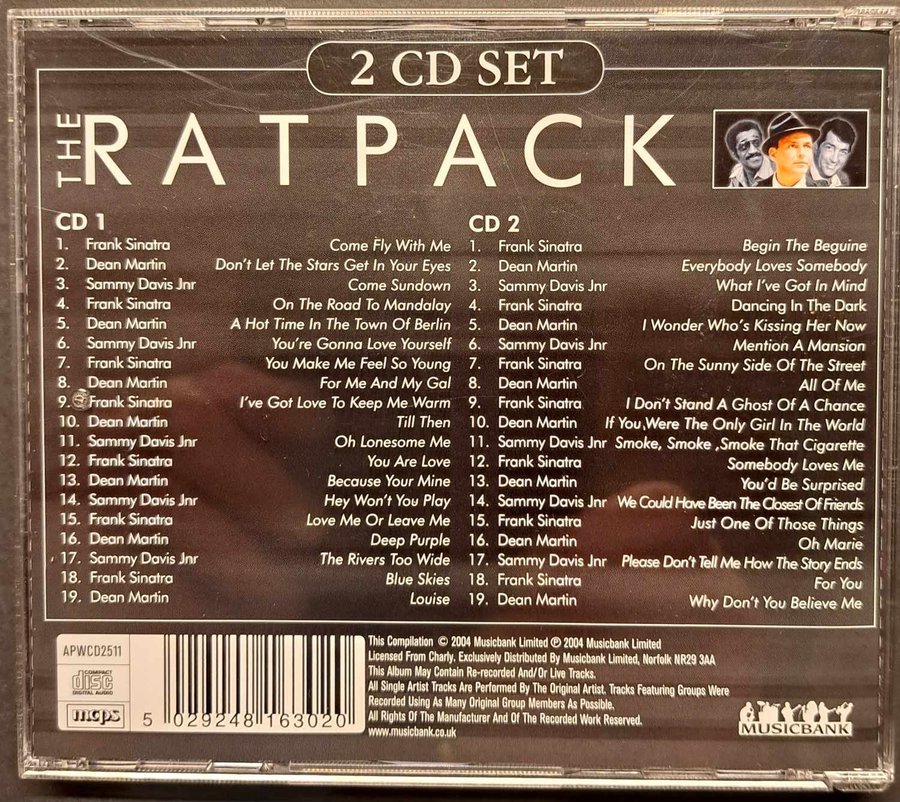 2 CD SET
THE RATPACK
CD 1
1. Frank Sinatra Come Fly With Me
2. Dean Martin Don't Let The Stars Get In Your Eyes
3. Sammy Davis Jnr Come Sundown
4. Frank Sinatra On The Road To Mandalay
5. Dean Martin A Hot Time In The Town Of Berlin
6. Sammy Davis Jnr You're Gonna Love Yourself
7. Frank Sinatra You Make Me Feel So Young
8. Dean Martin For Me And My Gal
9. Frank Sinatra I've Got Love To Keep Me Warm
10. Dean Martin Till Then
11. Sammy Davis Jnr Oh Lonesome Me
12. Frank Sinatra You Are Love
13. Dean Martin Because Your Mine
14. Sammy Davis Jnr Hey Won't You Play
15. Frank Sinatra Love Me Or Leave Me
16. Dean Martin Deep Purple
17. Sammy Davis Jnr The Rivers Too Wide
18. Frank Sinatra Blue Skies
19. Dean Martin Louise
CD 2
1. Frank Sinatra Begin The Beguine
2. Dean Martin Everybody Loves Somebody
3. Sammy Davis Jnr What I've Got In Mind
4. Frank Sinatra Dancing In The Dark
5. Dean Martin I Wonder Who's Kissing Her Now
6. Sammy Davis Jnr Mention A Mansion
7. Frank Sinatra On The Sunny Side Of The Street
8. Dean Martin All Of Me
9. Frank Sinatra I Don't Stand A Ghost Of A Chance
10. Dean Martin If You,Were The Only Girl In The World
11. Sammy Davis Jnr Smoke, Smoke ,Smoke That Cigarette
12. Frank Sinatra Somebody Loves Me
13. Dean Martin You'd Be Surprised
14. Sammy Davis Jnr We Could Have Been The Closest Of Friends
15. Frank Sinatra Just One Of Those Things
16. Dean Martin Oh Marie
17. Sammy Davis Jnr Please Don't Tell Me How The Story Ends
18. Frank Sinatra For You
19. Dean Martin Why Don't You Believe Me
APWCD2511
COMPACT
disc
DIGITAL AUDIO
mcps
5 029248 163020
This Compilation © 2004 Musicbank Limited ℗ 2004 Musicbank Limited
Licensed From Charly. Exclusively Distributed By Musicbank Limited, Norfolk NR29 3AA
This Album May Contain Re-recorded And/Or Live Tracks.
All Single Artist Tracks Are Performed By The Original Artist. Tracks Featuring Groups Were
Recorded Using As Many Original Group Members As Possible.
All Rights Of The Manufacturer And Of The Recorded Work Reserved.
www.musicbank.co.uk
MUSICBANK